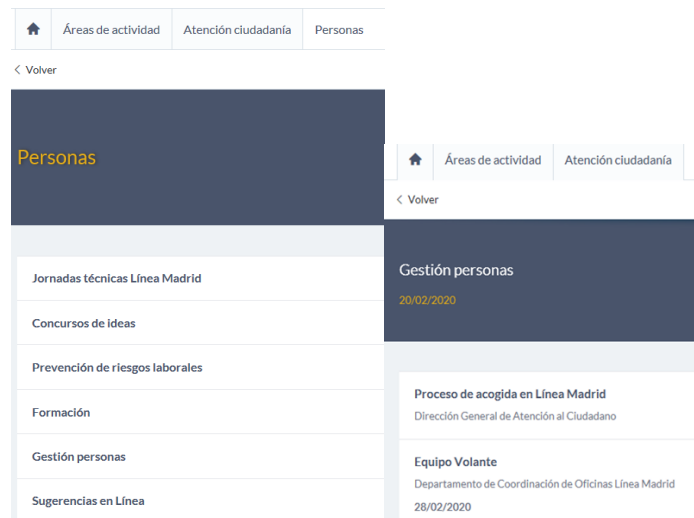 Áreas de actividad Atención ciudadanía Personas
< Volver
Personas
Jornadas técnicas Línea Madrid
Concursos de ideas
Prevención de riesgos laborales
Formación
Gestión personas
Sugerencias en Línea
Áreas de actividad Atención ciudadanía
< Volver
Gestión personas
20/02/2020
Proceso de acogida en Línea Madrid
Dirección General de Atención al Ciudadano
Equipo Volante
Departamento de Coordinación de Oficinas Línea Madrid
28/02/2020